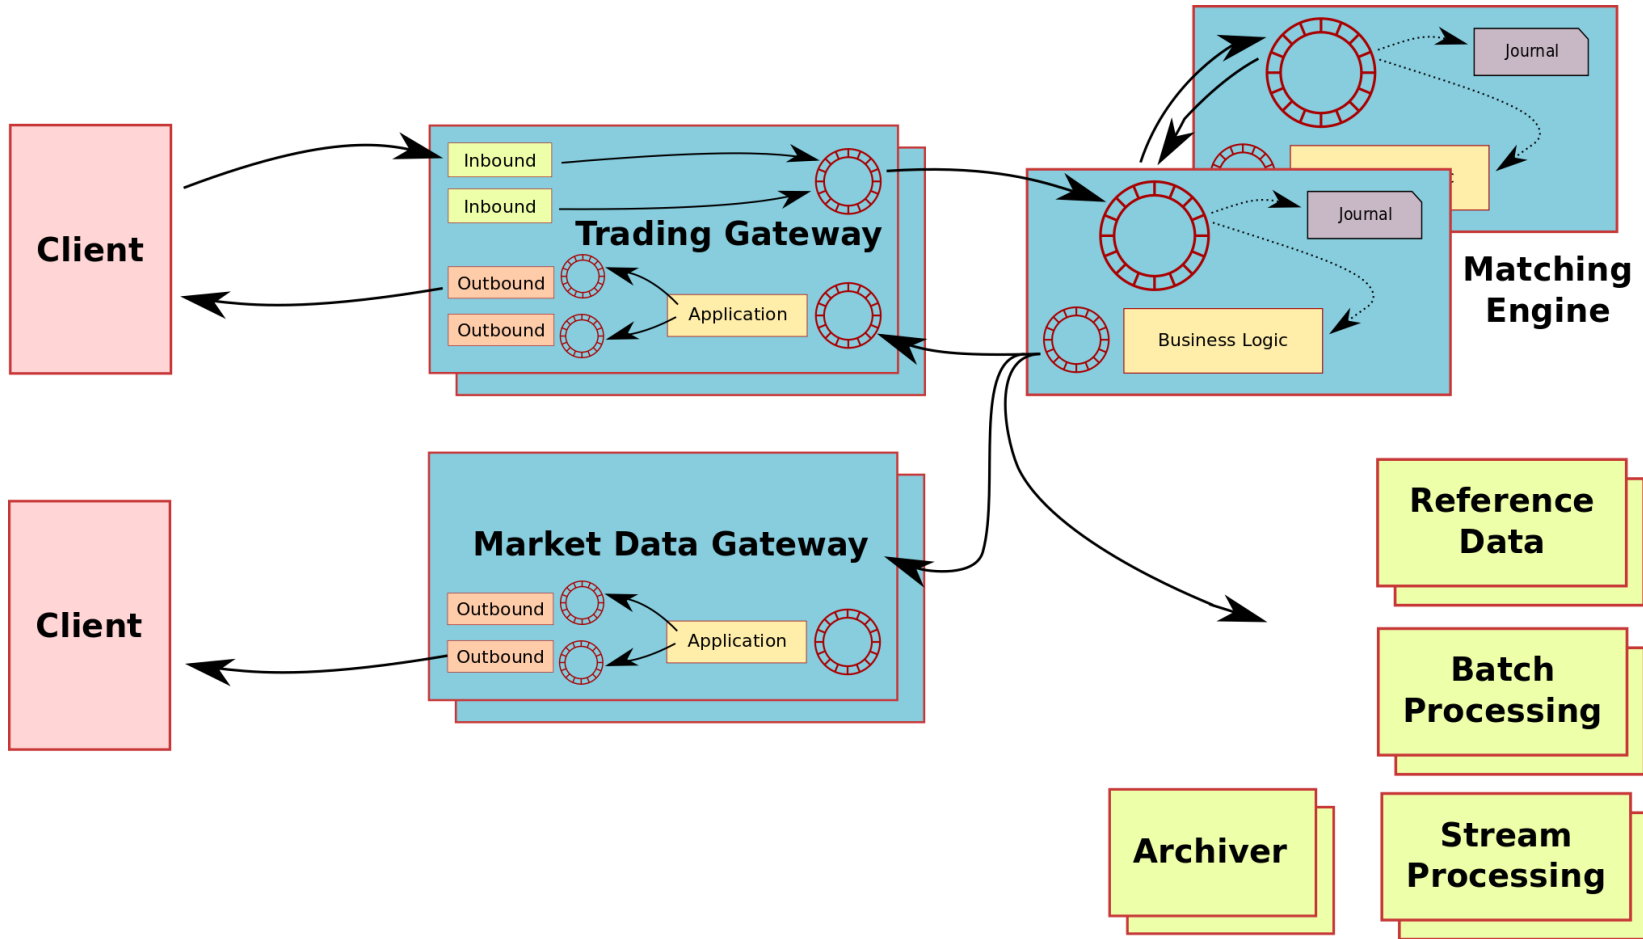 Journal
Client
Inbound
Inbound
Trading Gateway
Outbound
Outbound
Application
Journal
Business Logic
Matching
Engine
Client
Market Data Gateway
Outbound
Outbound
Application
Reference
Data
Batch
Processing
Archiver
Stream
Processing